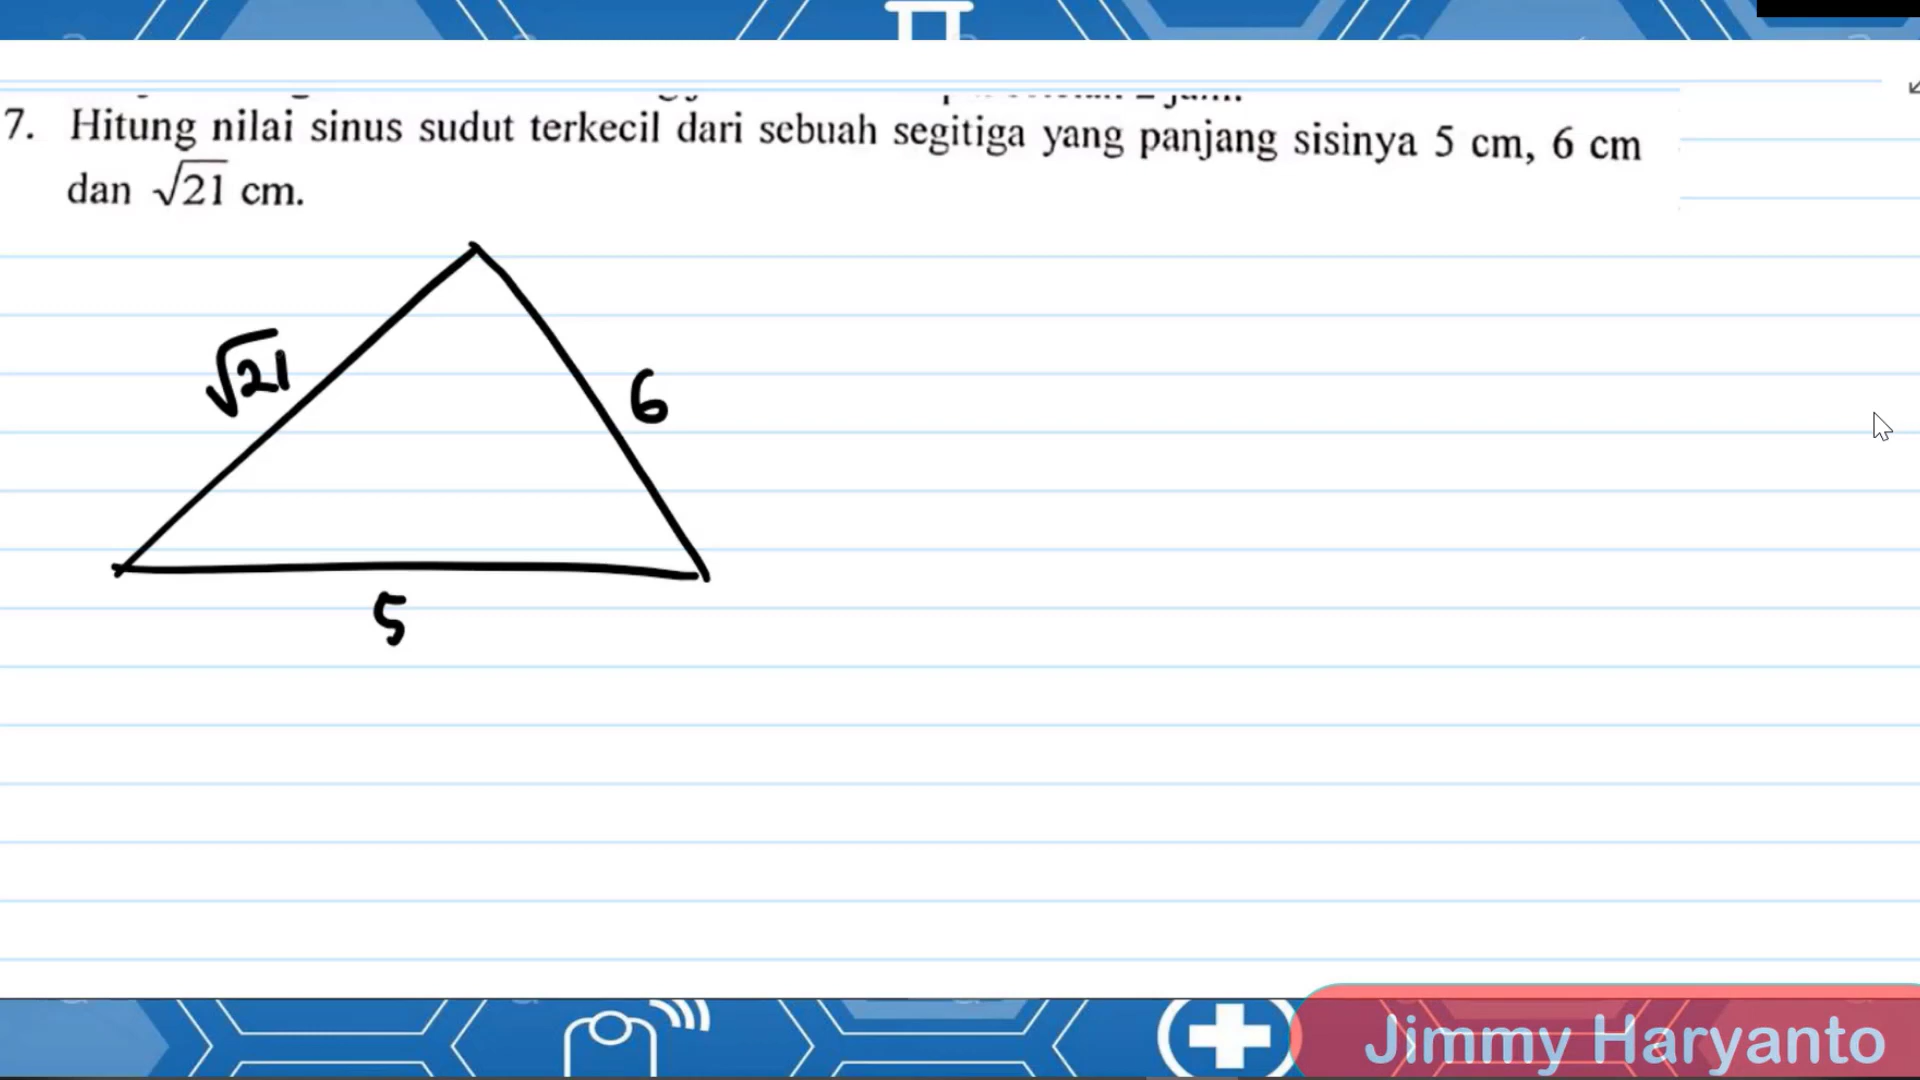 7. Hitung nilai sinus sudut terkecil dari sebuah segitiga yang panjang sisinya 5 cm, 6 cm
dan √21 cm.
√21
6
5
Jimmy Haryanto